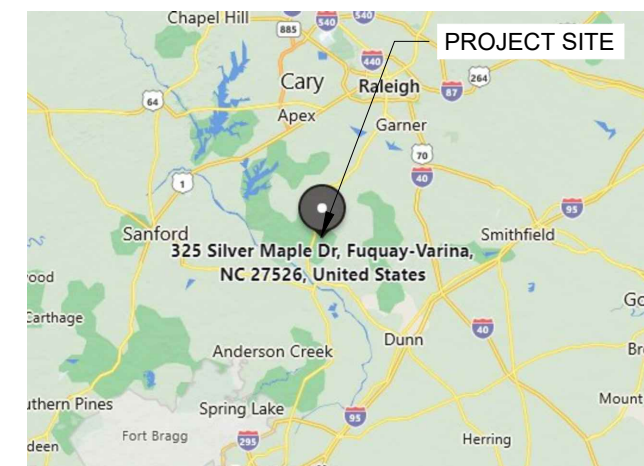 Chapel Hill
885
540
540
PROJECT SITE
440
264
Cary
Raleigh
87
64
Apex
Garner
70
40
1
95
Sanford
Smithfield
325 Silver Maple Dr, Fuquay-Varina,
NC 27526, United States
ood
Go
Carthage
40
Dunn
Anderson Creek
Br
uthern Pines
Spring Lake
95
Mount
deen
Fort Bragg
295
Herring